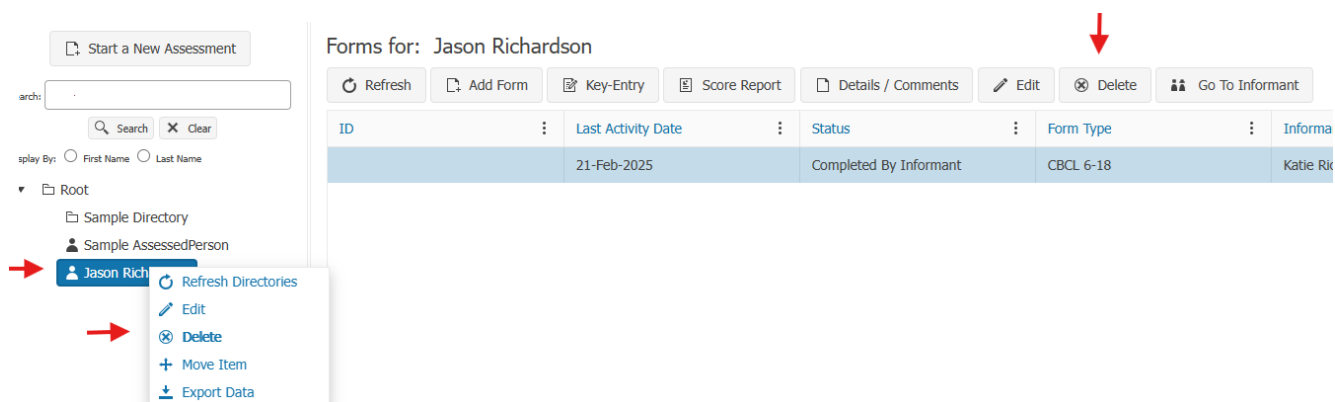 Start a New Assessment
arch:
Search Clear
splay By: First Name Last Name
Root
Sample Directory
Sample AssessedPerson
Jason Rich
Refresh Directories
Edit
Delete
Move Item
Export Data
Forms for: Jason Richardson
Refresh Add Form Key-Entry Score Report Details / Comments Edit Delete Go To Informant
ID Last Activity Date Status Form Type Informa
21-Feb-2025 Completed By Informant CBCL 6-18 Katie Ric